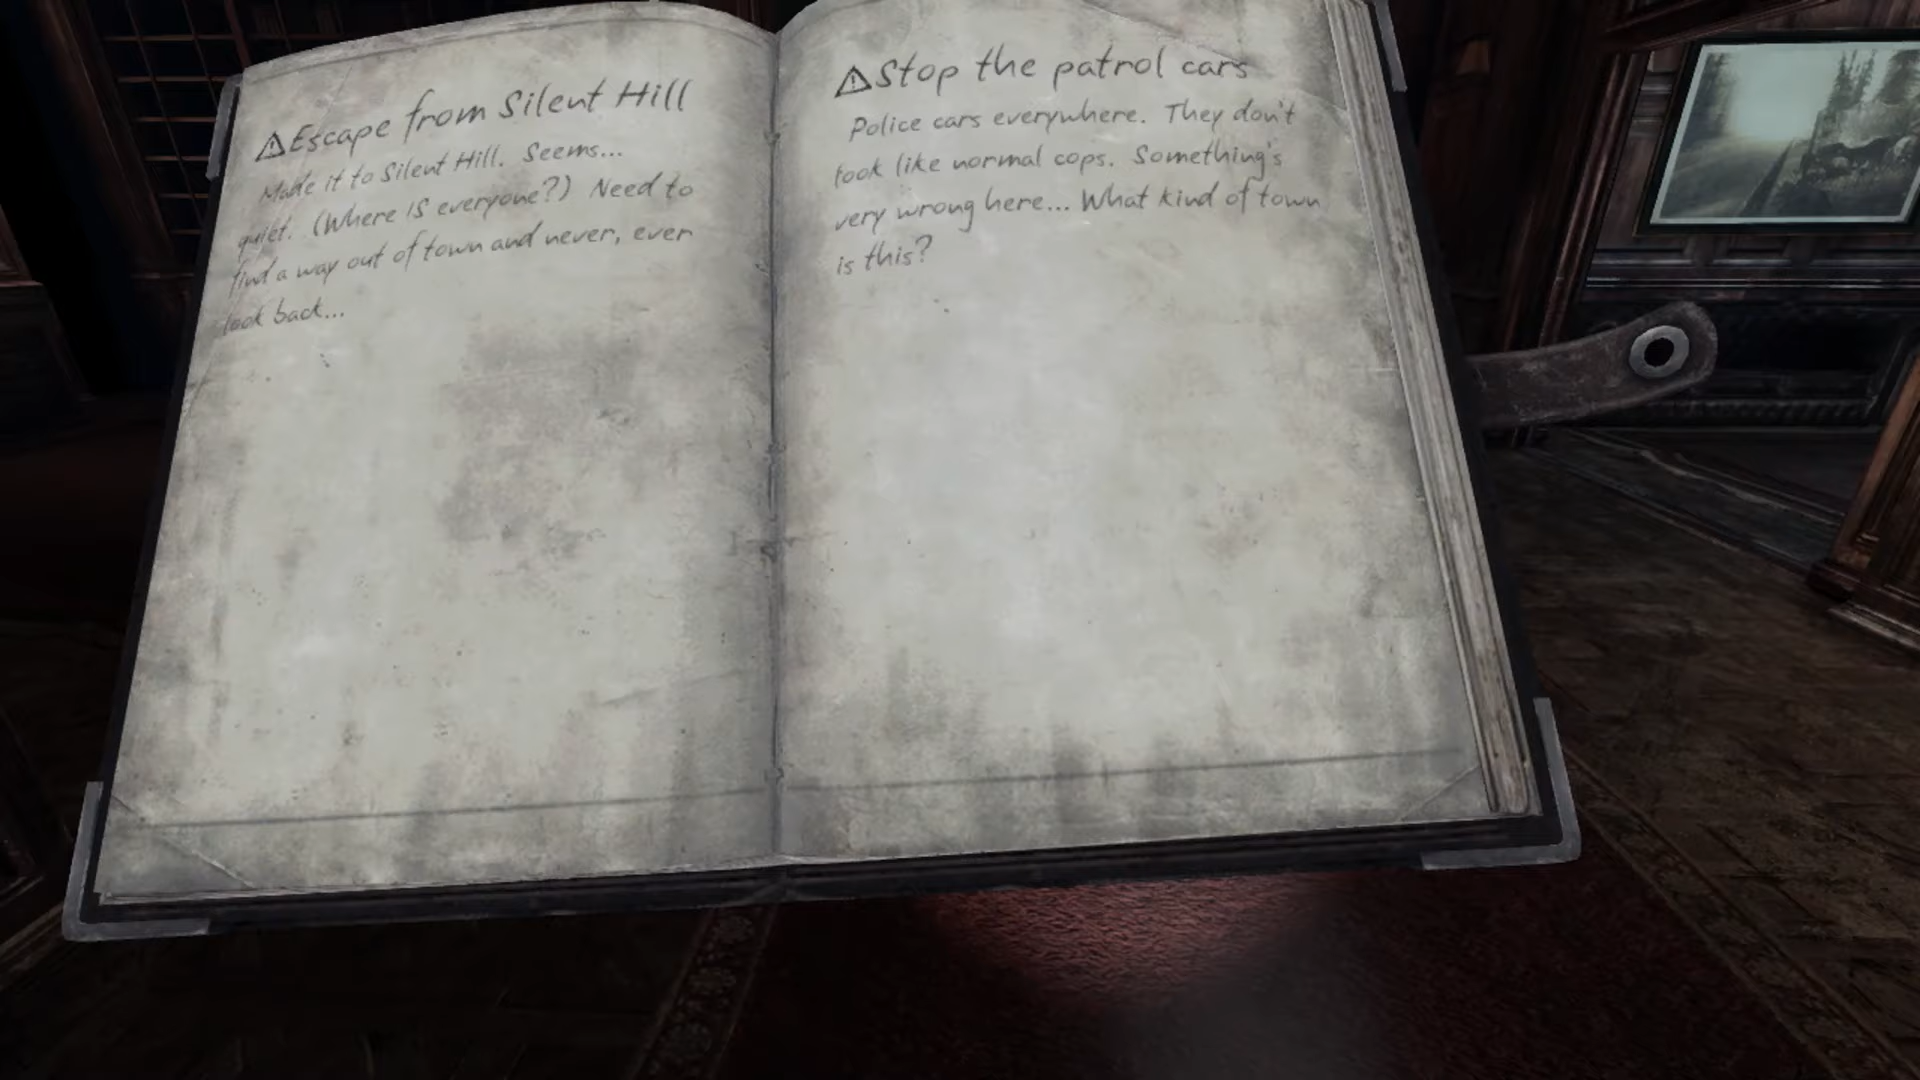 ⚠Escape from Silent Hill
Made it to Silent Hill. Seems...
quiet. (Where IS everyone?) Need to
find a way out of town and never, ever
look back...
⚠Stop the patrol cars
Police cars everywhere. They don't
look like normal cops. Something's
very wrong here... What kind of town
is this?